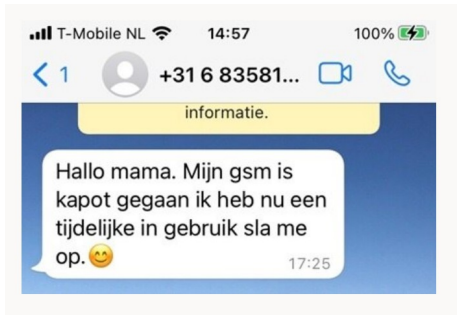 T-Mobile NL 14:57 100%
1 +31 6 83581...
informatie.
Hallo mama. Mijn gsm is
kapot gegaan ik heb nu een
tijdelijke in gebruik sla me
op.😊
17:25